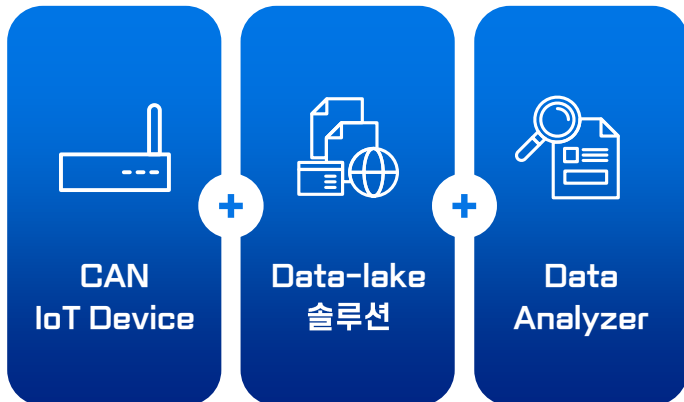 CAN
IoT Device
+
Data-lake
솔루션
+
Data
Analyzer